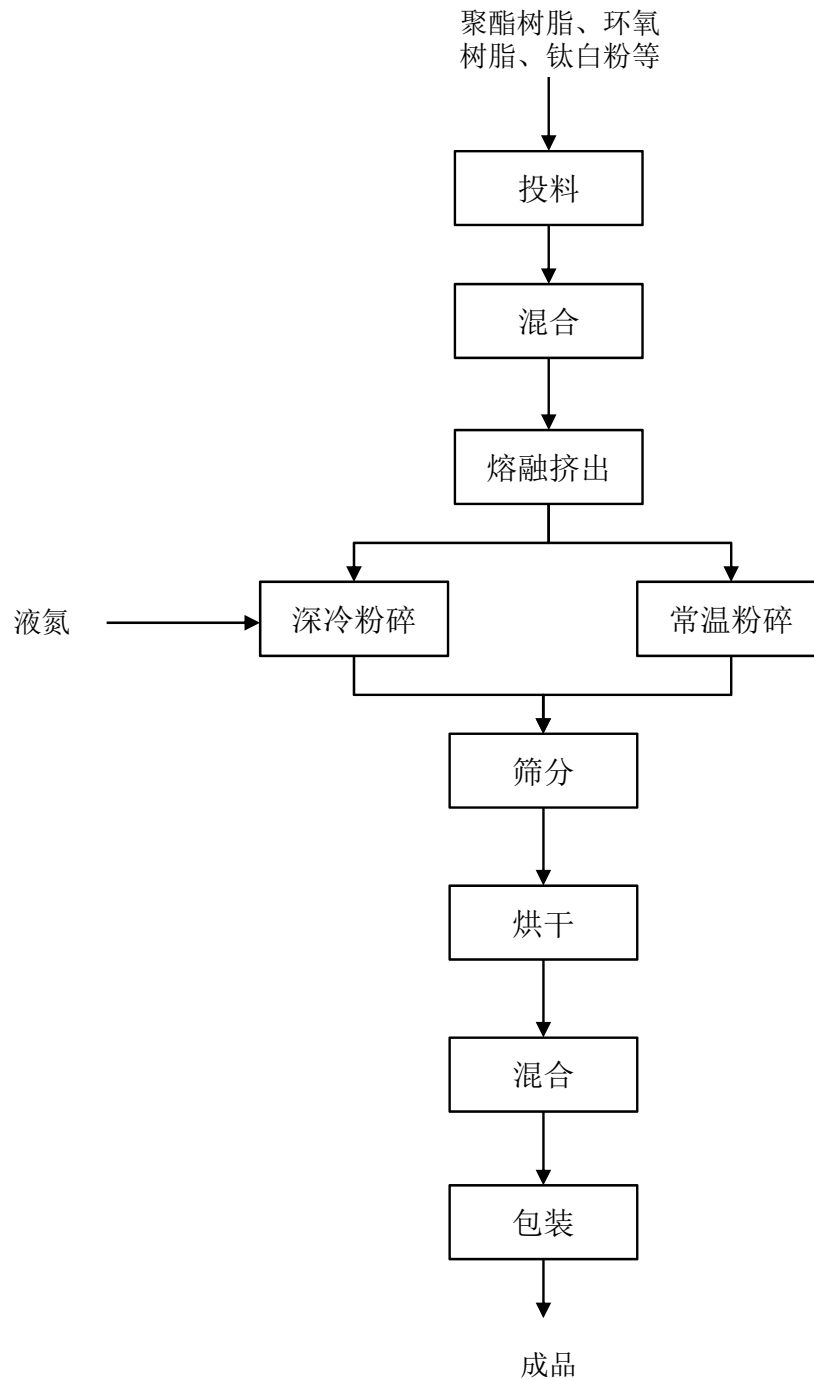 聚酯树脂、环氧
树脂、钛白粉等
投料
混合
熔融挤出
液氮
深冷粉碎
常温粉碎
筛分
烘干
混合
包装
成品